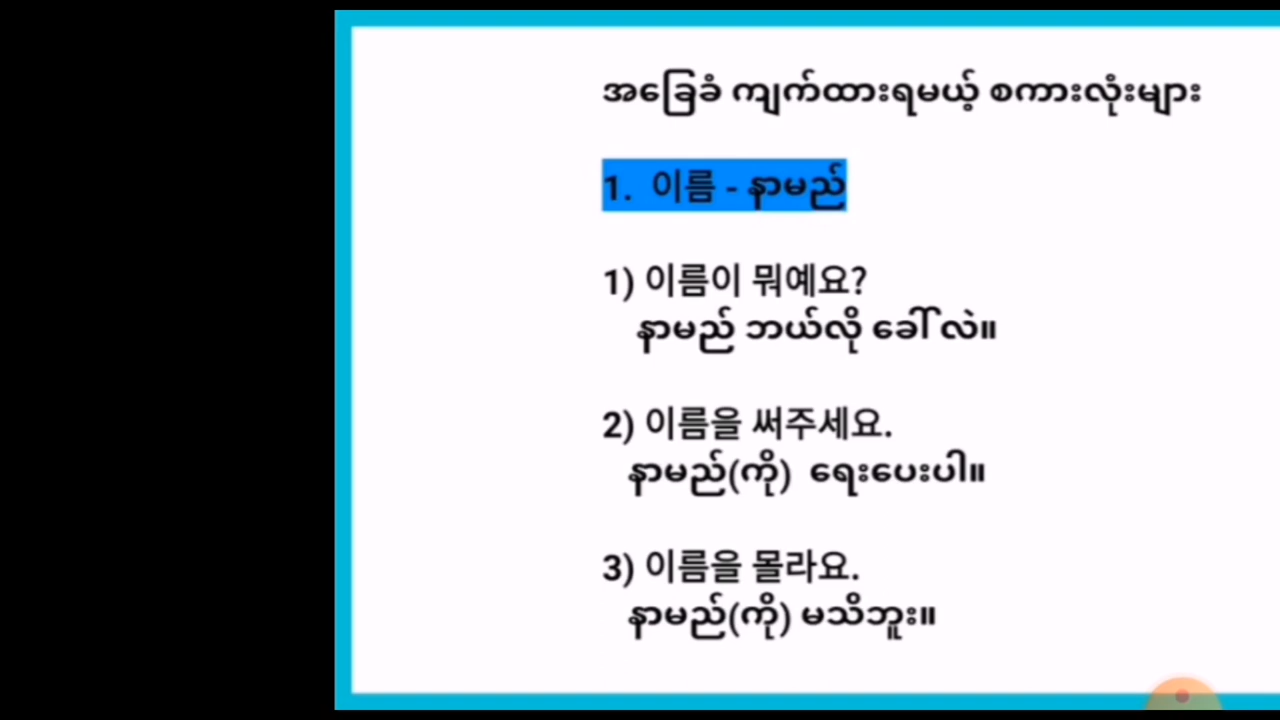 အခြေခံ ကျက်ထားရမယ့် စကားလုံးများ
1. 이름 - နာမည်
1) 이름이 뭐예요?
နာမည် ဘယ်လို ခေါ်လဲ။
2) 이름을 써주세요.
နာမည်(ကို) ရေးပေးပါ။
3) 이름을 몰라요.
နာမည်(ကို) မသိဘူး။